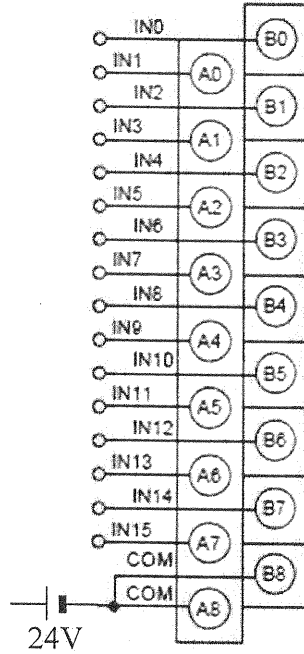 IN0 B0
IN1 A0
IN2 B1
IN3 A1
IN4 B2
IN5 A2
IN6 B3
IN7 A3
IN8 B4
IN9 A4
IN10 B5
IN11 A5
IN12 B6
IN13 A6
IN14 B7
IN15 A7
COM B8
COM A8
24V